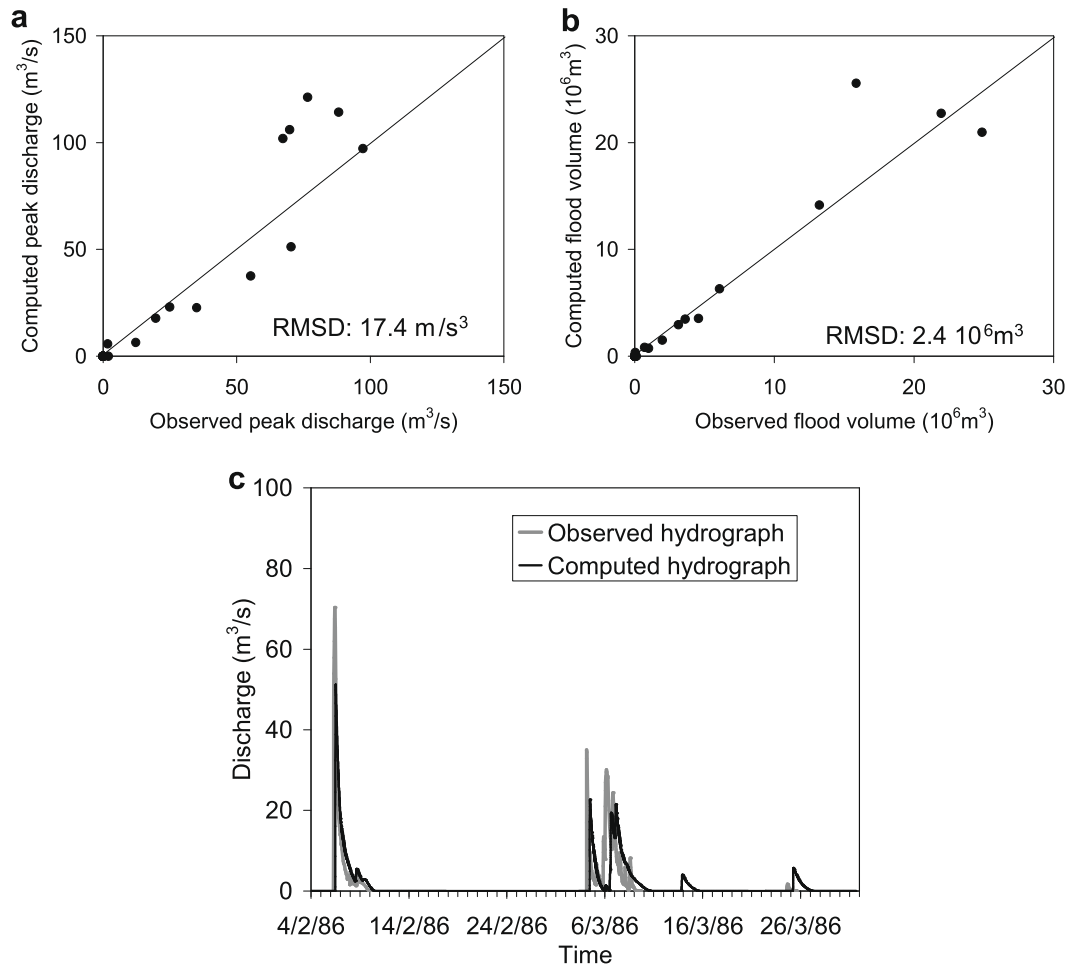 a
150
100
50
0
Computed peak discharge (m³/s)
RMSD: 17.4 m/s³
0 50 100 150
Observed peak discharge (m³/s)
b
30
20
10
0
Computed flood volume (10⁶m³)
RMSD: 2.4 10⁶m³
0 10 20 30
Observed flood volume (10⁶m³)
c
100
80
60
40
20
0
Discharge (m³/s)
Observed hydrograph
Computed hydrograph
4/2/86 14/2/86 24/2/86 6/3/86 16/3/86 26/3/86
Time